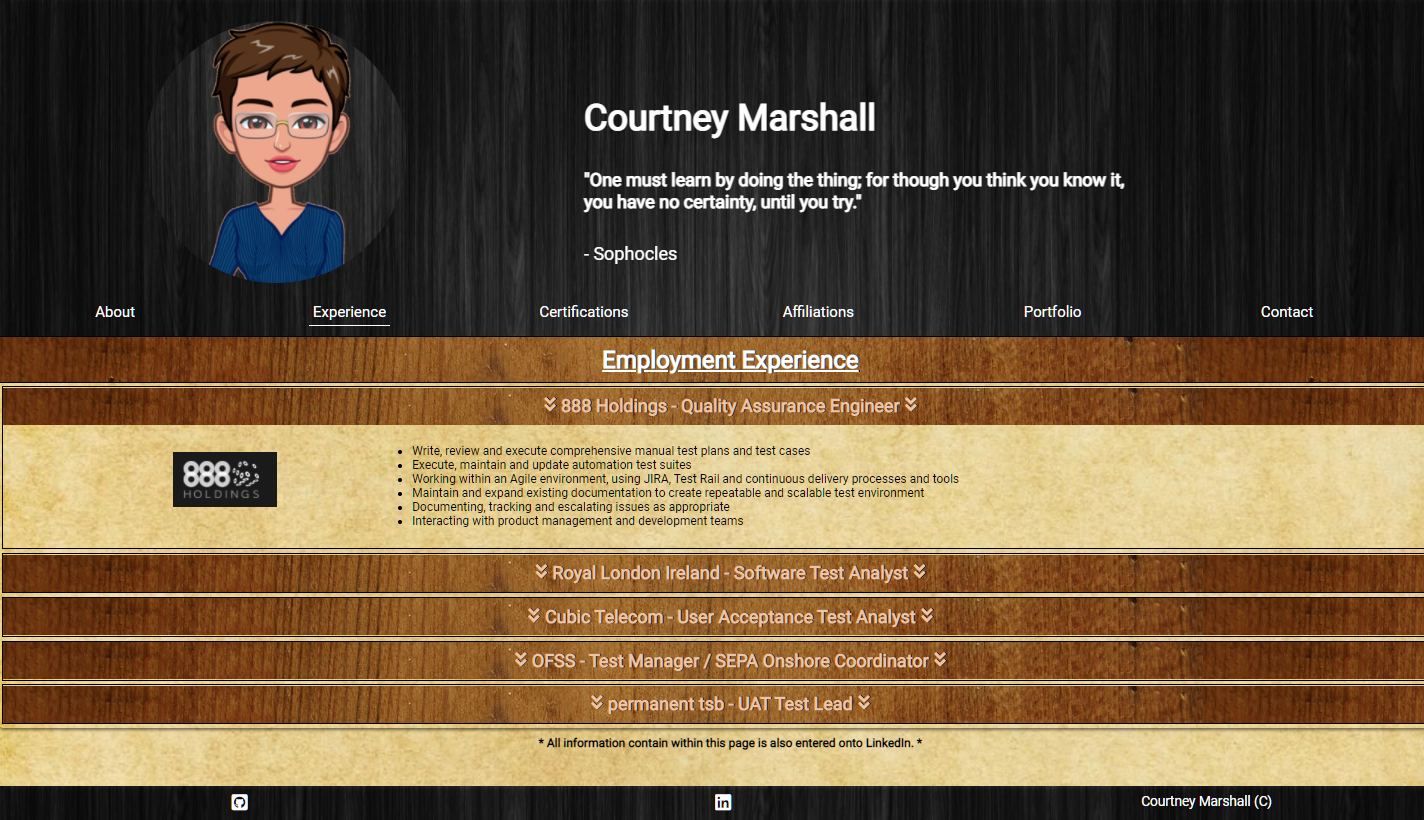 Courtney Marshall
"One must learn by doing the thing; for though you think you know it,
you have no certainty, until you try."
- Sophocles
About Experience Certifications Affiliations Portfolio Contact
Employment Experience
888 Holdings - Quality Assurance Engineer
888
HOLDINGS
• Write, review and execute comprehensive manual test plans and test cases
• Execute, maintain and update automation test suites
• Working within an Agile environment, using JIRA, Test Rail and continuous delivery processes and tools
• Maintain and expand existing documentation to create repeatable and scalable test environment
• Documenting, tracking and escalating issues as appropriate
• Interacting with product management and development teams
Royal London Ireland - Software Test Analyst
Cubic Telecom - User Acceptance Test Analyst
OFSS - Test Manager / SEPA Onshore Coordinator
permanent tsb - UAT Test Lead
* All information contain within this page is also entered onto LinkedIn. *
in Courtney Marshall (C)